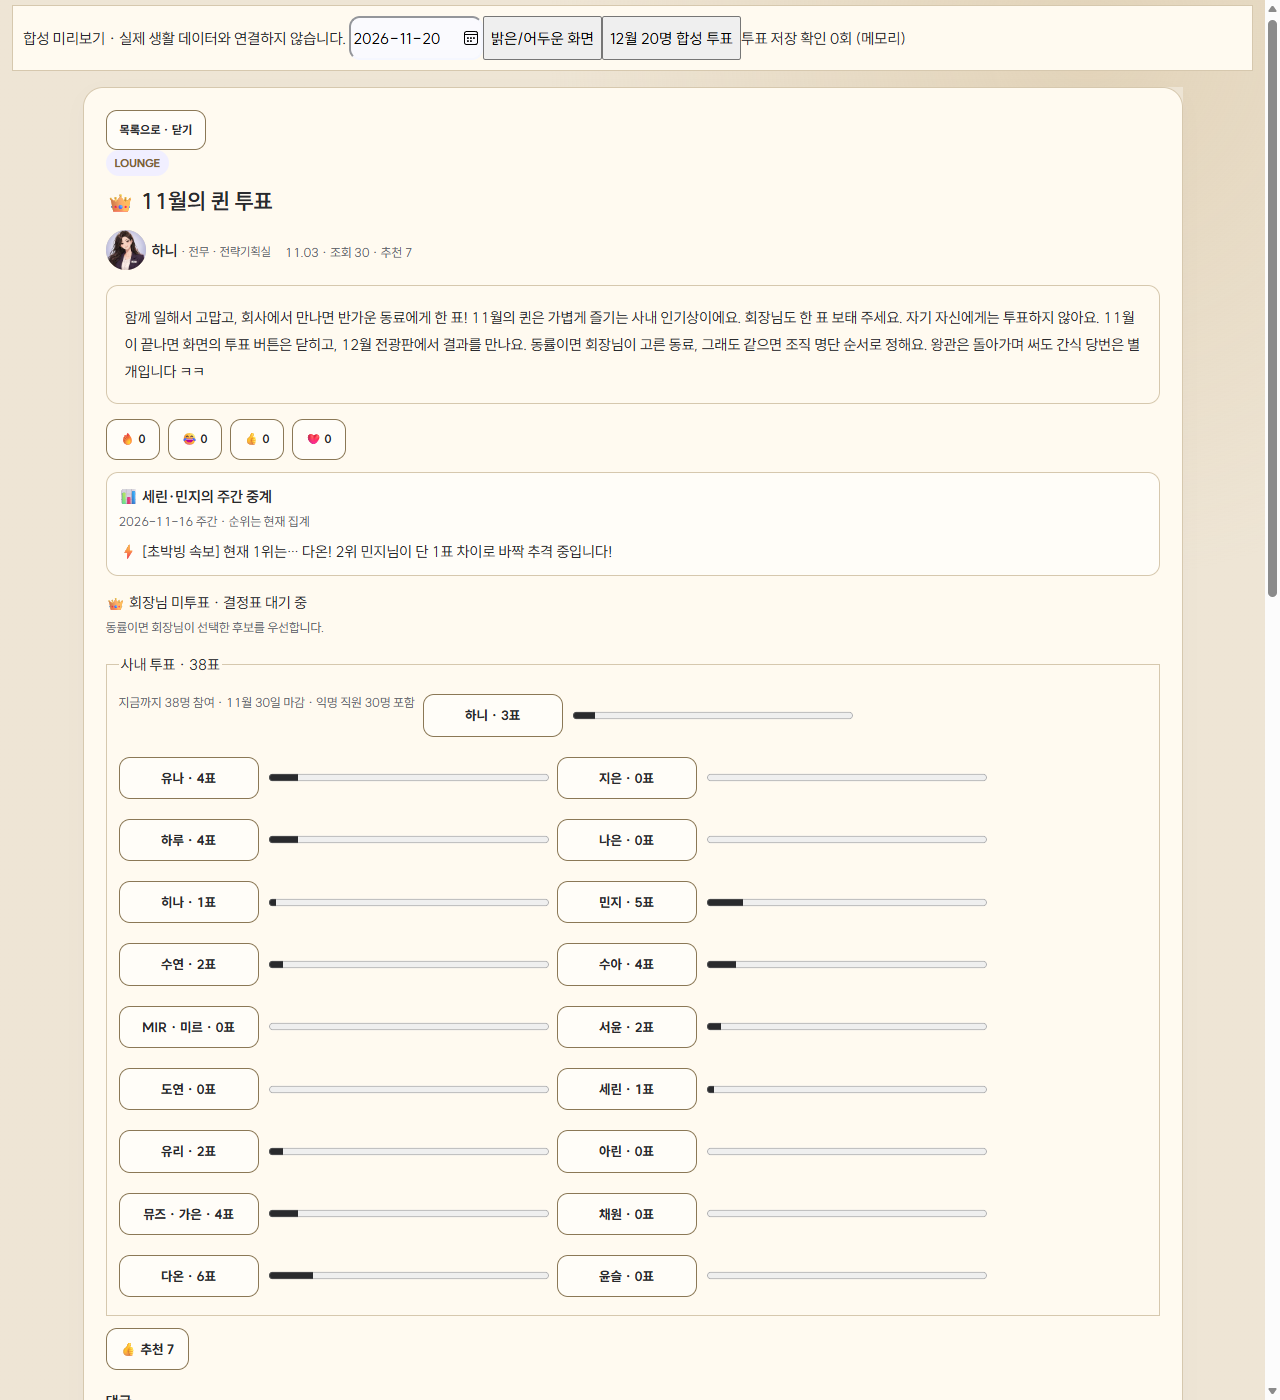 합성 미리보기 · 실제 생활 데이터와 연결하지 않습니다. 2026-11-20 밝은/어두운 화면 12월 20명 합성 투표 투표 저장 확인 0회 (메모리)
목록으로 · 닫기
LOUNGE
👑 11월의 퀸 투표
하니 · 전무 · 전략기획실 11.03 · 조회 30 · 추천 7
함께 일해서 고맙고, 회사에서 만나면 반가운 동료에게 한 표! 11월의 퀸은 가볍게 즐기는 사내 인기상이에요. 회장님도 한 표 보태 주세요. 자기 자신에게는 투표하지 않아요. 11월
이 끝나면 화면의 투표 버튼은 닫히고, 12월 전광판에서 결과를 만나요. 동률이면 회장님이 고른 동료, 그래도 같으면 조직 명단 순서로 정해요. 왕관은 돌아가며 써도 간식 당번은 별
개입니다 ㅋㅋ
🔥 0 😂 0 👍 0 ❤️ 0
📊 세린·민지의 주간 중계
2026-11-16 주간 · 순위는 현재 집계
⚡ [초박빙 속보] 현재 1위는… 다온! 2위 민지님이 단 1표 차이로 바짝 추격 중입니다!
👑 회장님 미투표 · 결정표 대기 중
동률이면 회장님이 선택한 후보를 우선합니다.
사내 투표 · 38표
지금까지 38명 참여 · 11월 30일 마감 · 익명 직원 30명 포함 하니 · 3표
유나 · 4표 지은 · 0표
하루 · 4표 나은 · 0표
히나 · 1표 민지 · 5표
수연 · 2표 수아 · 4표
MIR · 미르 · 0표 서윤 · 2표
도연 · 0표 세린 · 1표
유리 · 2표 아린 · 0표
뮤즈 · 가은 · 4표 채원 · 0표
다온 · 6표 윤슬 · 0표
👍 추천 7